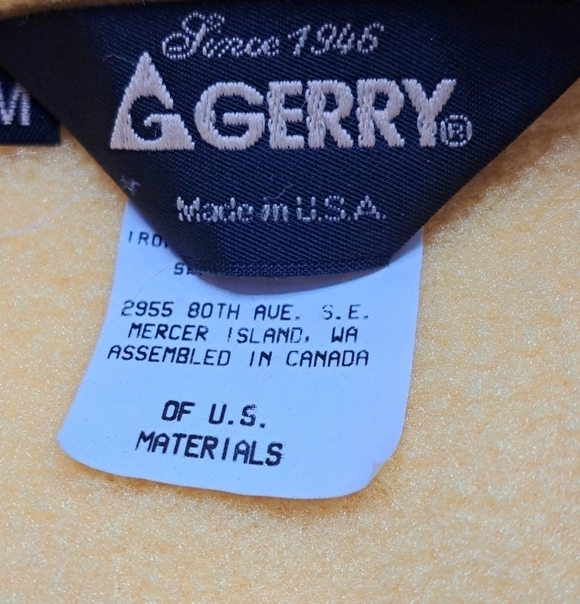 Since 1946
M
G GERRY®
Made in U.S.A.
2955 80TH AVE. S.E.
MERCER ISLAND, WA
ASSEMBLED IN CANADA
OF U.S.
MATERIALS